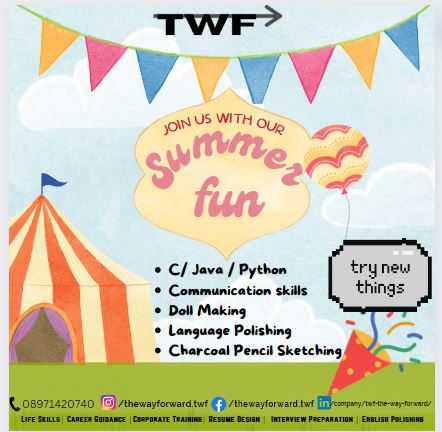 TWF
JOIN US WITH OUR
Summer
fun
try new
things
• C/ Java / Python
• Communication skills
• Doll Making
• Language Polishing
• Charcoal Pencil Sketching
08971420740 /thewayforward.twf /thewayforward.twf in/company/twf-the-way-forward/
LIFE SKILLS| CAREER GUIDANCE |CORPORATE TRAINING| RESUME DESIGN | INTERVIEW PREPARATION | ENGLISH POLISHING